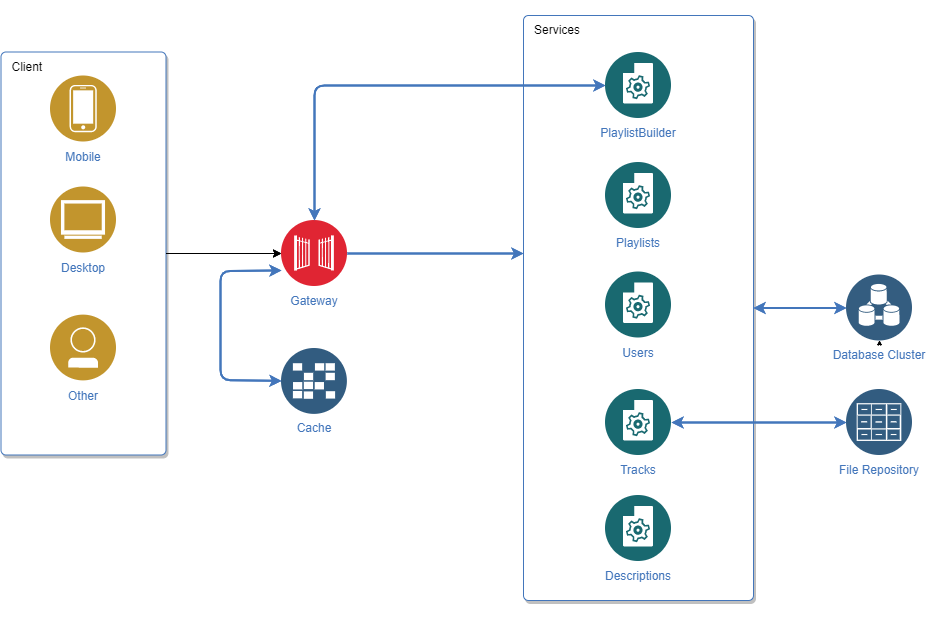 Client
Mobile
Desktop
Other
Gateway
Cache
Services
PlaylistBuilder
Playlists
Users
Tracks
Descriptions
Database Cluster
File Repository